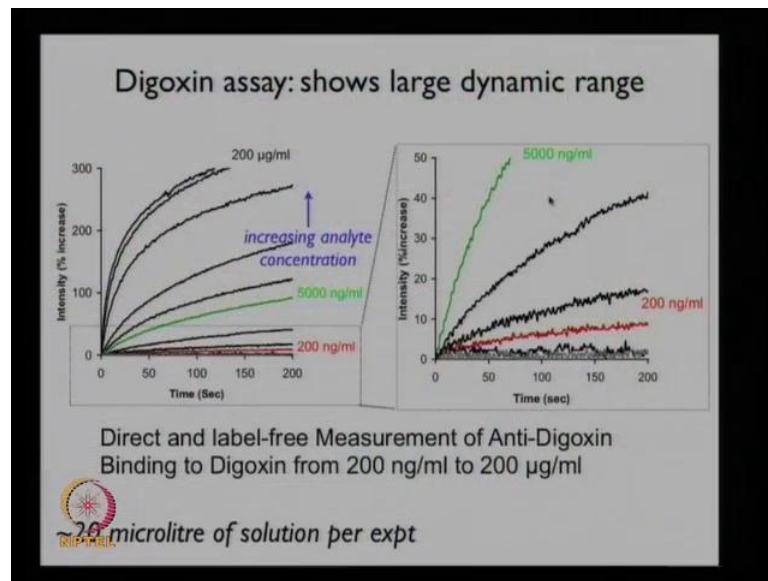 Digoxin assay: shows large dynamic range
300
200
100
0
Intensity (% increase)
0 50 100 150 200
Time (Sec)
200 µg/ml
increasing analyte
concentration
5000 ng/ml
200 ng/ml
50
40
30
20
10
0
Intensity (%increase)
0 50 100 150 200
Time (sec)
5000 ng/ml
200 ng/ml
Direct and label-free Measurement of Anti-Digoxin
Binding to Digoxin from 200 ng/ml to 200 µg/ml
~20 microlitre of solution per expt
NPTEL